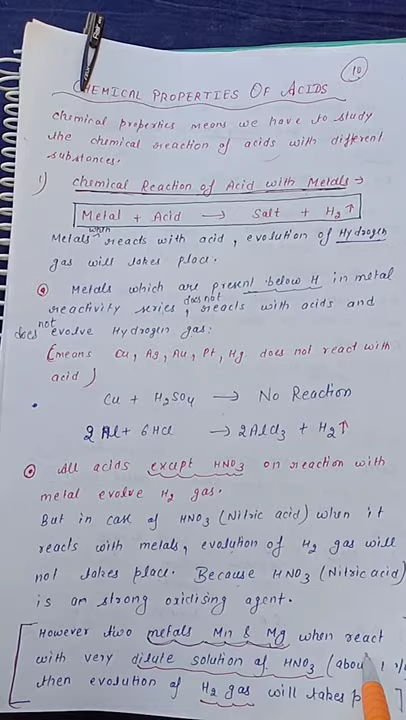 10
CHEMICAL PROPERTIES OF ACIDS
Chemical properties means we have to study
the chemical reaction of acids with different
substances.
1) Chemical Reaction of Acid with Metals →
Metal + Acid → Salt + H₂↑
Metals when reacts with acid, evolution of Hydrogen
gas will takes place.
Metals which are present below H in metal
reactivity series, does not reacts with acids and
does not evolve Hydrogen gas.
(means Cu, Ag, Au, Pt, Hg does not react with
acid)
Cu + H₂SO₄ → No Reaction
2Al + 6HCl → 2AlCl₃ + H₂↑
All acids except HNO₃ on reaction with
metal evolve H₂ gas.
But in case of HNO₃ (Nitric acid) when it
reacts with metals, evolution of H₂ gas will
not takes place. Because HNO₃ (Nitric acid)
is an strong oxidising agent.
[However two metals Mn & Mg when react
with very dilute solution of HNO₃ (about 1%
then evolution of H₂ gas will takes p]